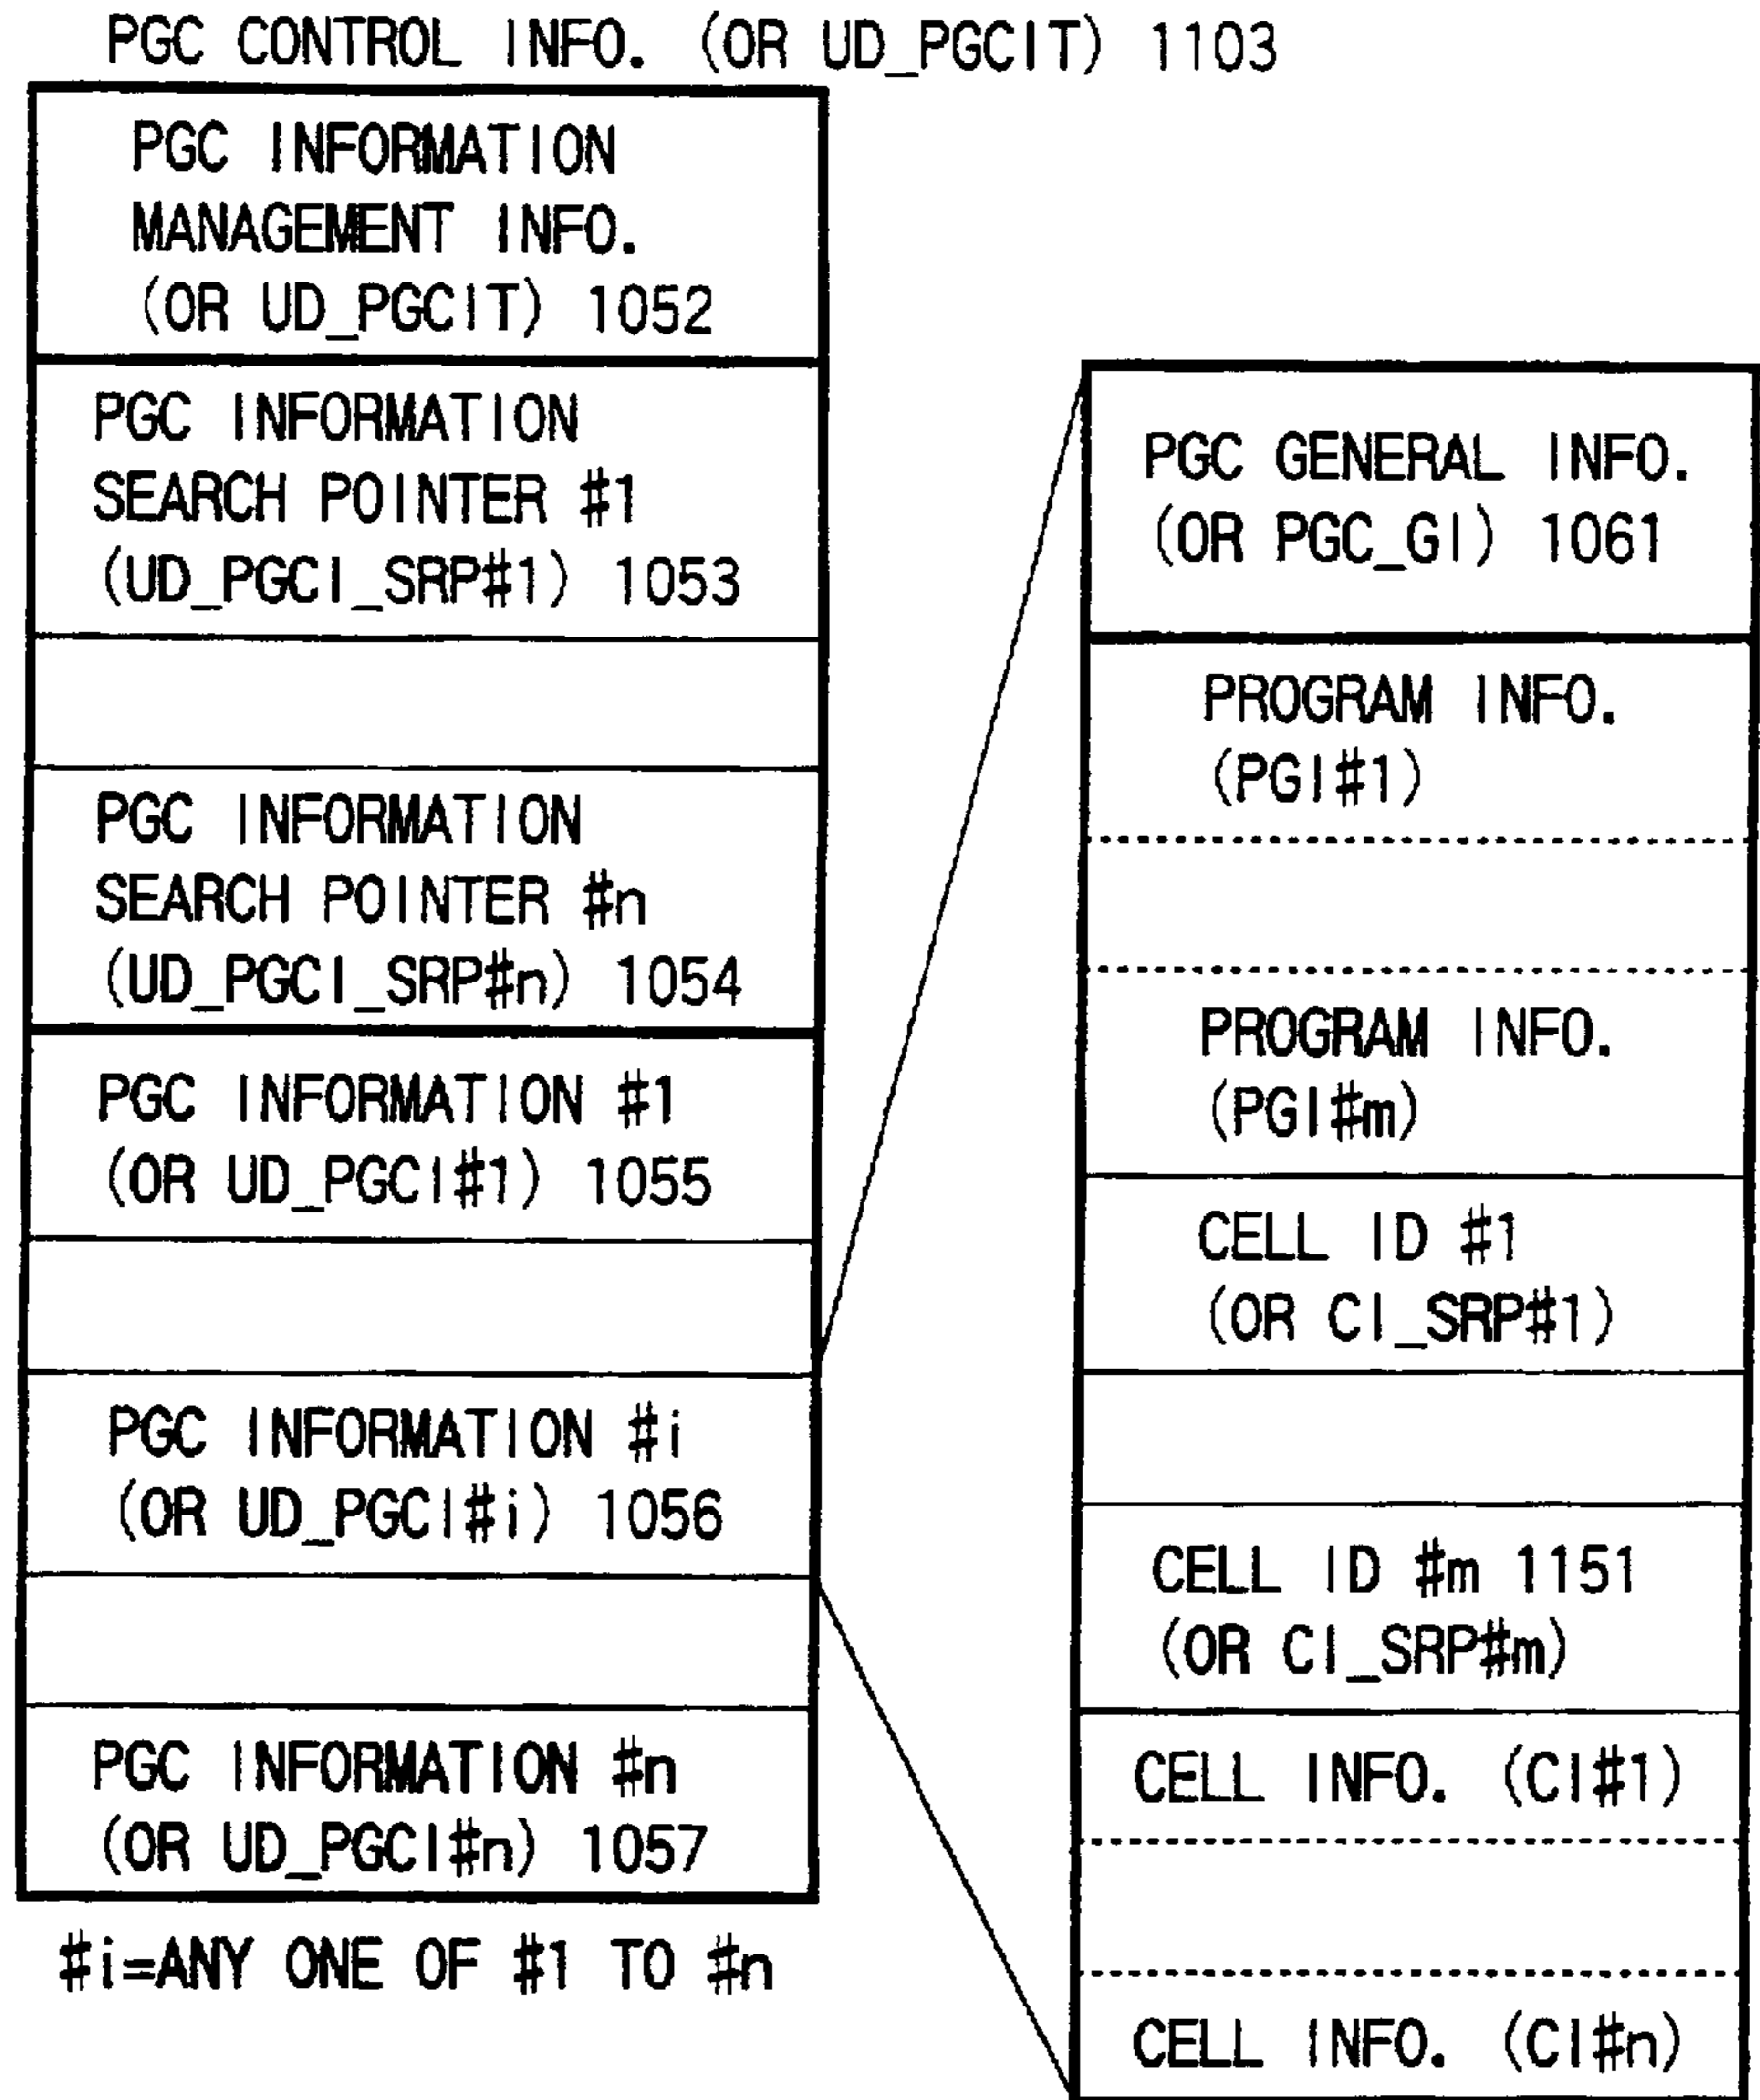 PGC CONTROL INFO. (OR UD_PGCIT) 1103
PGC INFORMATION
MANAGEMENT INFO.
(OR UD_PGCIT) 1052
PGC INFORMATION
SEARCH POINTER #1
(UD_PGCI_SRP#1) 1053
PGC INFORMATION
SEARCH POINTER #n
(UD_PGCI_SRP#n) 1054
PGC INFORMATION #1
(OR UD_PGCI#1) 1055
PGC INFORMATION #i
(OR UD_PGCI#i) 1056
PGC INFORMATION #n
(OR UD_PGCI#n) 1057
#i=ANY ONE OF #1 TO #n
PGC GENERAL INFO.
(OR PGC_GI) 1061
PROGRAM INFO.
(PGI#1)
PROGRAM INFO.
(PGI#m)
CELL ID #1
(OR CI_SRP#1)
CELL ID #m 1151
(OR CI_SRP#m)
CELL INFO. (CI#1)
CELL INFO. (CI#n)